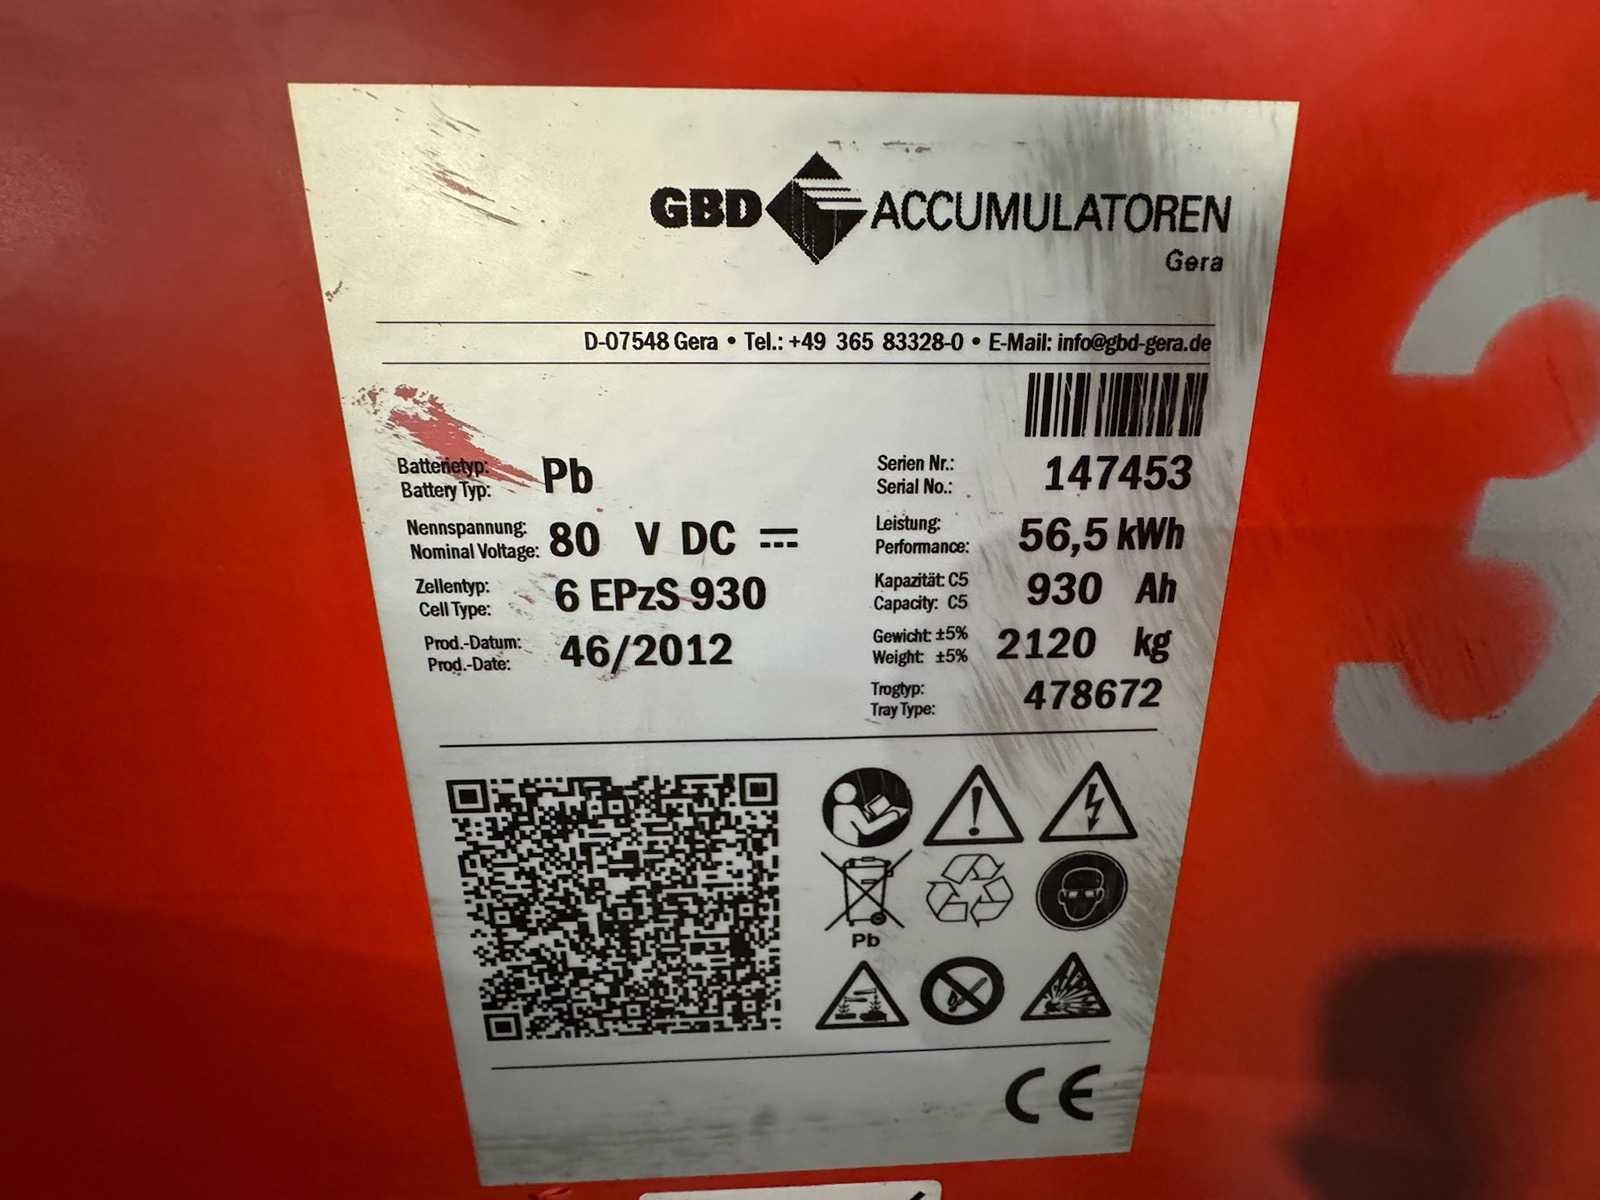 GBD ACCUMULATOREN
Gera
D-07548 Gera • Tel.: +49 365 83328-0 • E-Mail: info@gbd-gera.de
Batterietyp:
Battery Typ:
Pb
Serien Nr.:
Serial No.:
147453
Nennspannung:
Nominal Voltage:
80 V DC
Leistung:
Performance:
56,5 kWh
Zellentyp:
Cell Type:
6 EPzS 930
Kapazität: C5
Capacity: C5
930 Ah
Prod.-Datum:
Prod.-Date:
46/2012
Gewicht: ±5%
Weight: ±5%
2120 kg
Trogtyp:
Tray Type:
478672
Pb
CE
3